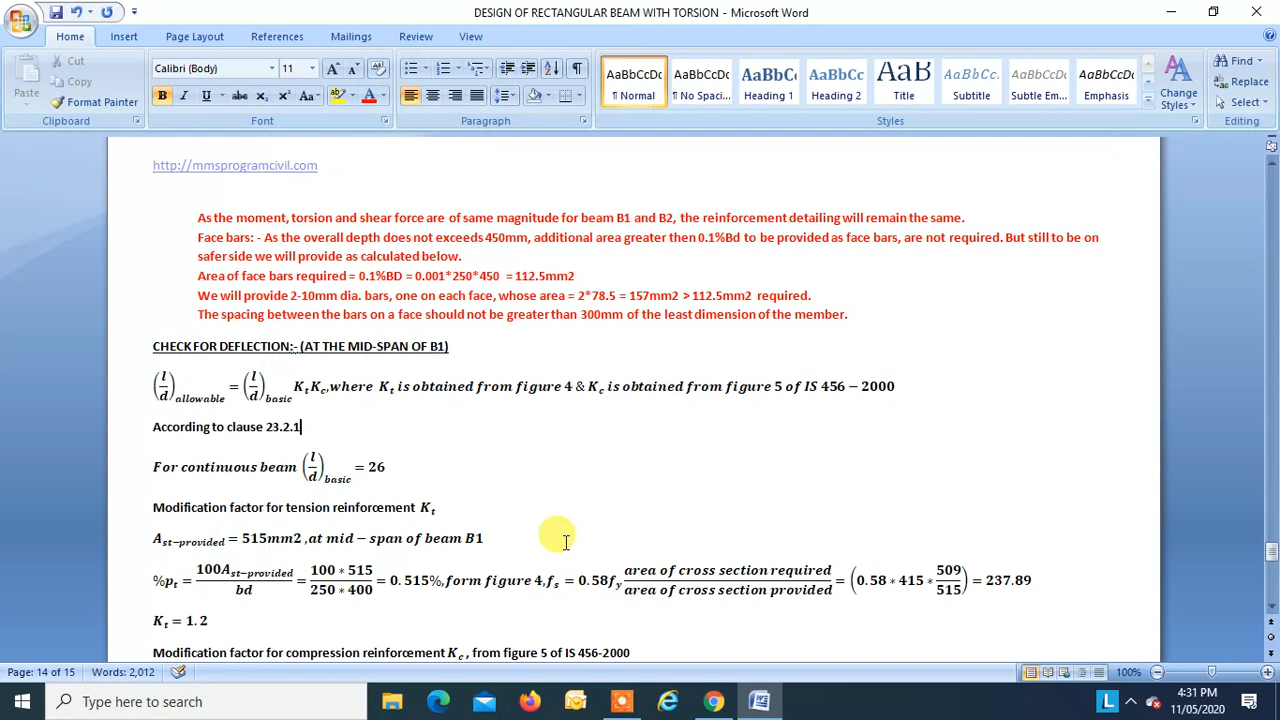 DESIGN OF RECTANGULAR BEAM WITH TORSION - Microsoft Word
Home Insert Page Layout References Mailings Review View
Cut
Copy
Format Painter
Paste
Clipboard
Calibri (Body) 11
Font
Paragraph
AaBbCcDc AaBbCcDc AaBbC AaBbCc AaB AaBbCc. AaBbCcDc AaBbCcDc
¶ Normal ¶ No Spaci... Heading 1 Heading 2 Title Subtitle Subtle Em... Emphasis
Change Styles
Styles
Find
Replace
Select
Editing
http://mmsprogramcivil.com
As the moment, torsion and shear force are of same magnitude for beam B1 and B2, the reinforcement detailing will remain the same.
Face bars: - As the overall depth does not exceeds 450mm, additional area greater then 0.1%Bd to be provided as face bars, are not required. But still to be on
safer side we will provide as calculated below.
Area of face bars required = 0.1%BD = 0.001*250*450 = 112.5mm2
We will provide 2-10mm dia. bars, one on each face, whose area = 2*78.5 = 157mm2 > 112.5mm2 required.
The spacing between the bars on a face should not be greater than 300mm of the least dimension of the member.
CHECK FOR DEFLECTION:- (AT THE MID-SPAN OF B1)
(l/d)allowable = (l/d)basic KtKc, where Kt is obtained from figure 4 & Kc is obtained from figure 5 of IS 456 − 2000
According to clause 23.2.1
For continuous beam (l/d)basic = 26
Modification factor for tension reinforcement Kt
Ast−provided = 515mm2 ,at mid − span of beam B1
%pt = 100Ast−provided/bd = 100 * 515/250 * 400 = 0.515%, form figure 4, fs = 0.58fy area of cross section required/area of cross section provided = (0.58 * 415 * 509/515) = 237.89
Kt = 1.2
Modification factor for compression reinforcement Kc , from figure 5 of IS 456-2000
Page: 14 of 15 Words: 2,012 100%
Type here to search
4:31 PM
11/05/2020